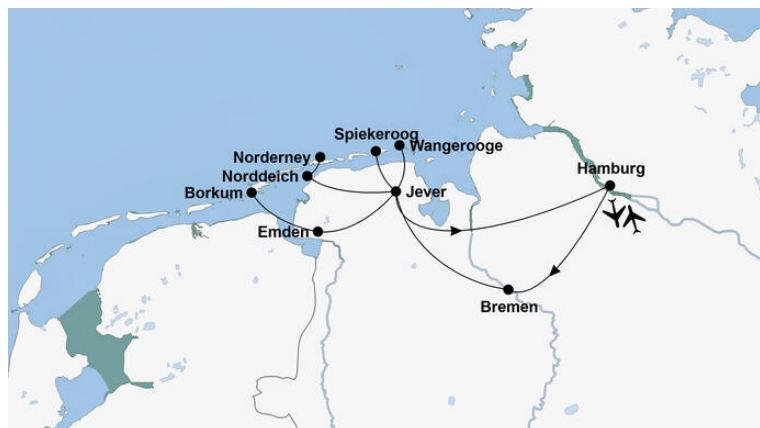 Spiekeroog
Wangerooge
Norderney
Norddeich
Hamburg
Borkum
Jever
Emden
Bremen